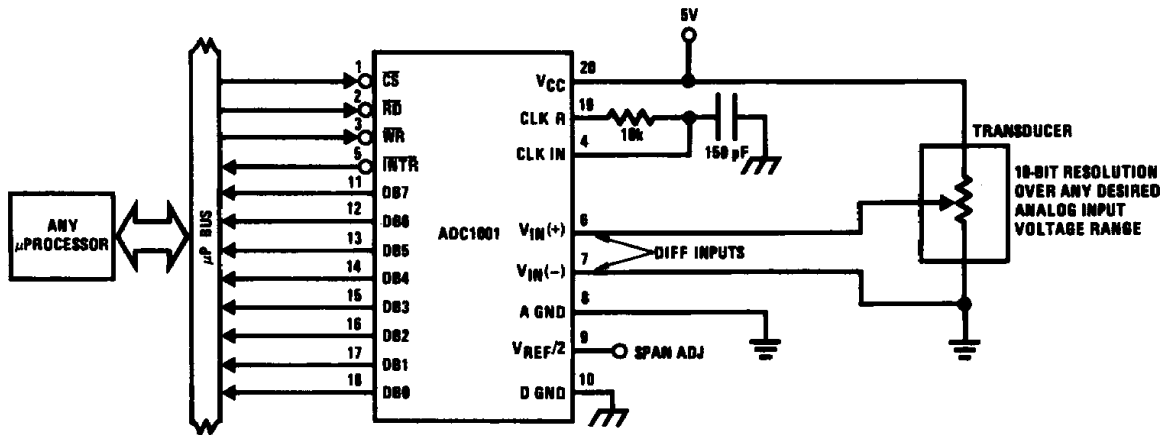 5V
ANY
µPROCESSOR
µP BUS
1 CS
2 RD
3 WR
5 INTR
11 DB7
12 DB6
13 DB5
14 DB4
15 DB3
16 DB2
17 DB1
18 DB0
ADC1001
VCC 20
CLK R 19
10k
CLK IN 4
150 pF
VIN(+) 6
DIFF INPUTS
VIN(−) 7
A GND 8
VREF/2 9
SPAN ADJ
D GND 10
TRANSDUCER
10-BIT RESOLUTION
OVER ANY DESIRED
ANALOG INPUT
VOLTAGE RANGE